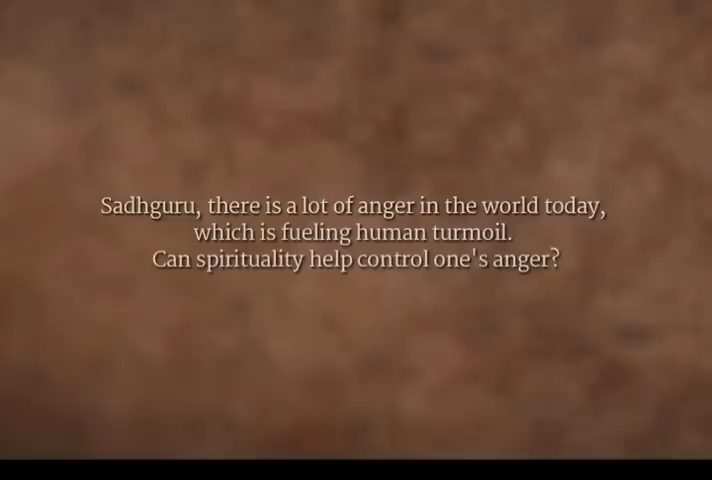 Sadhguru, there is a lot of anger in the world today,
which is fueling human turmoil.
Can spirituality help control one's anger?